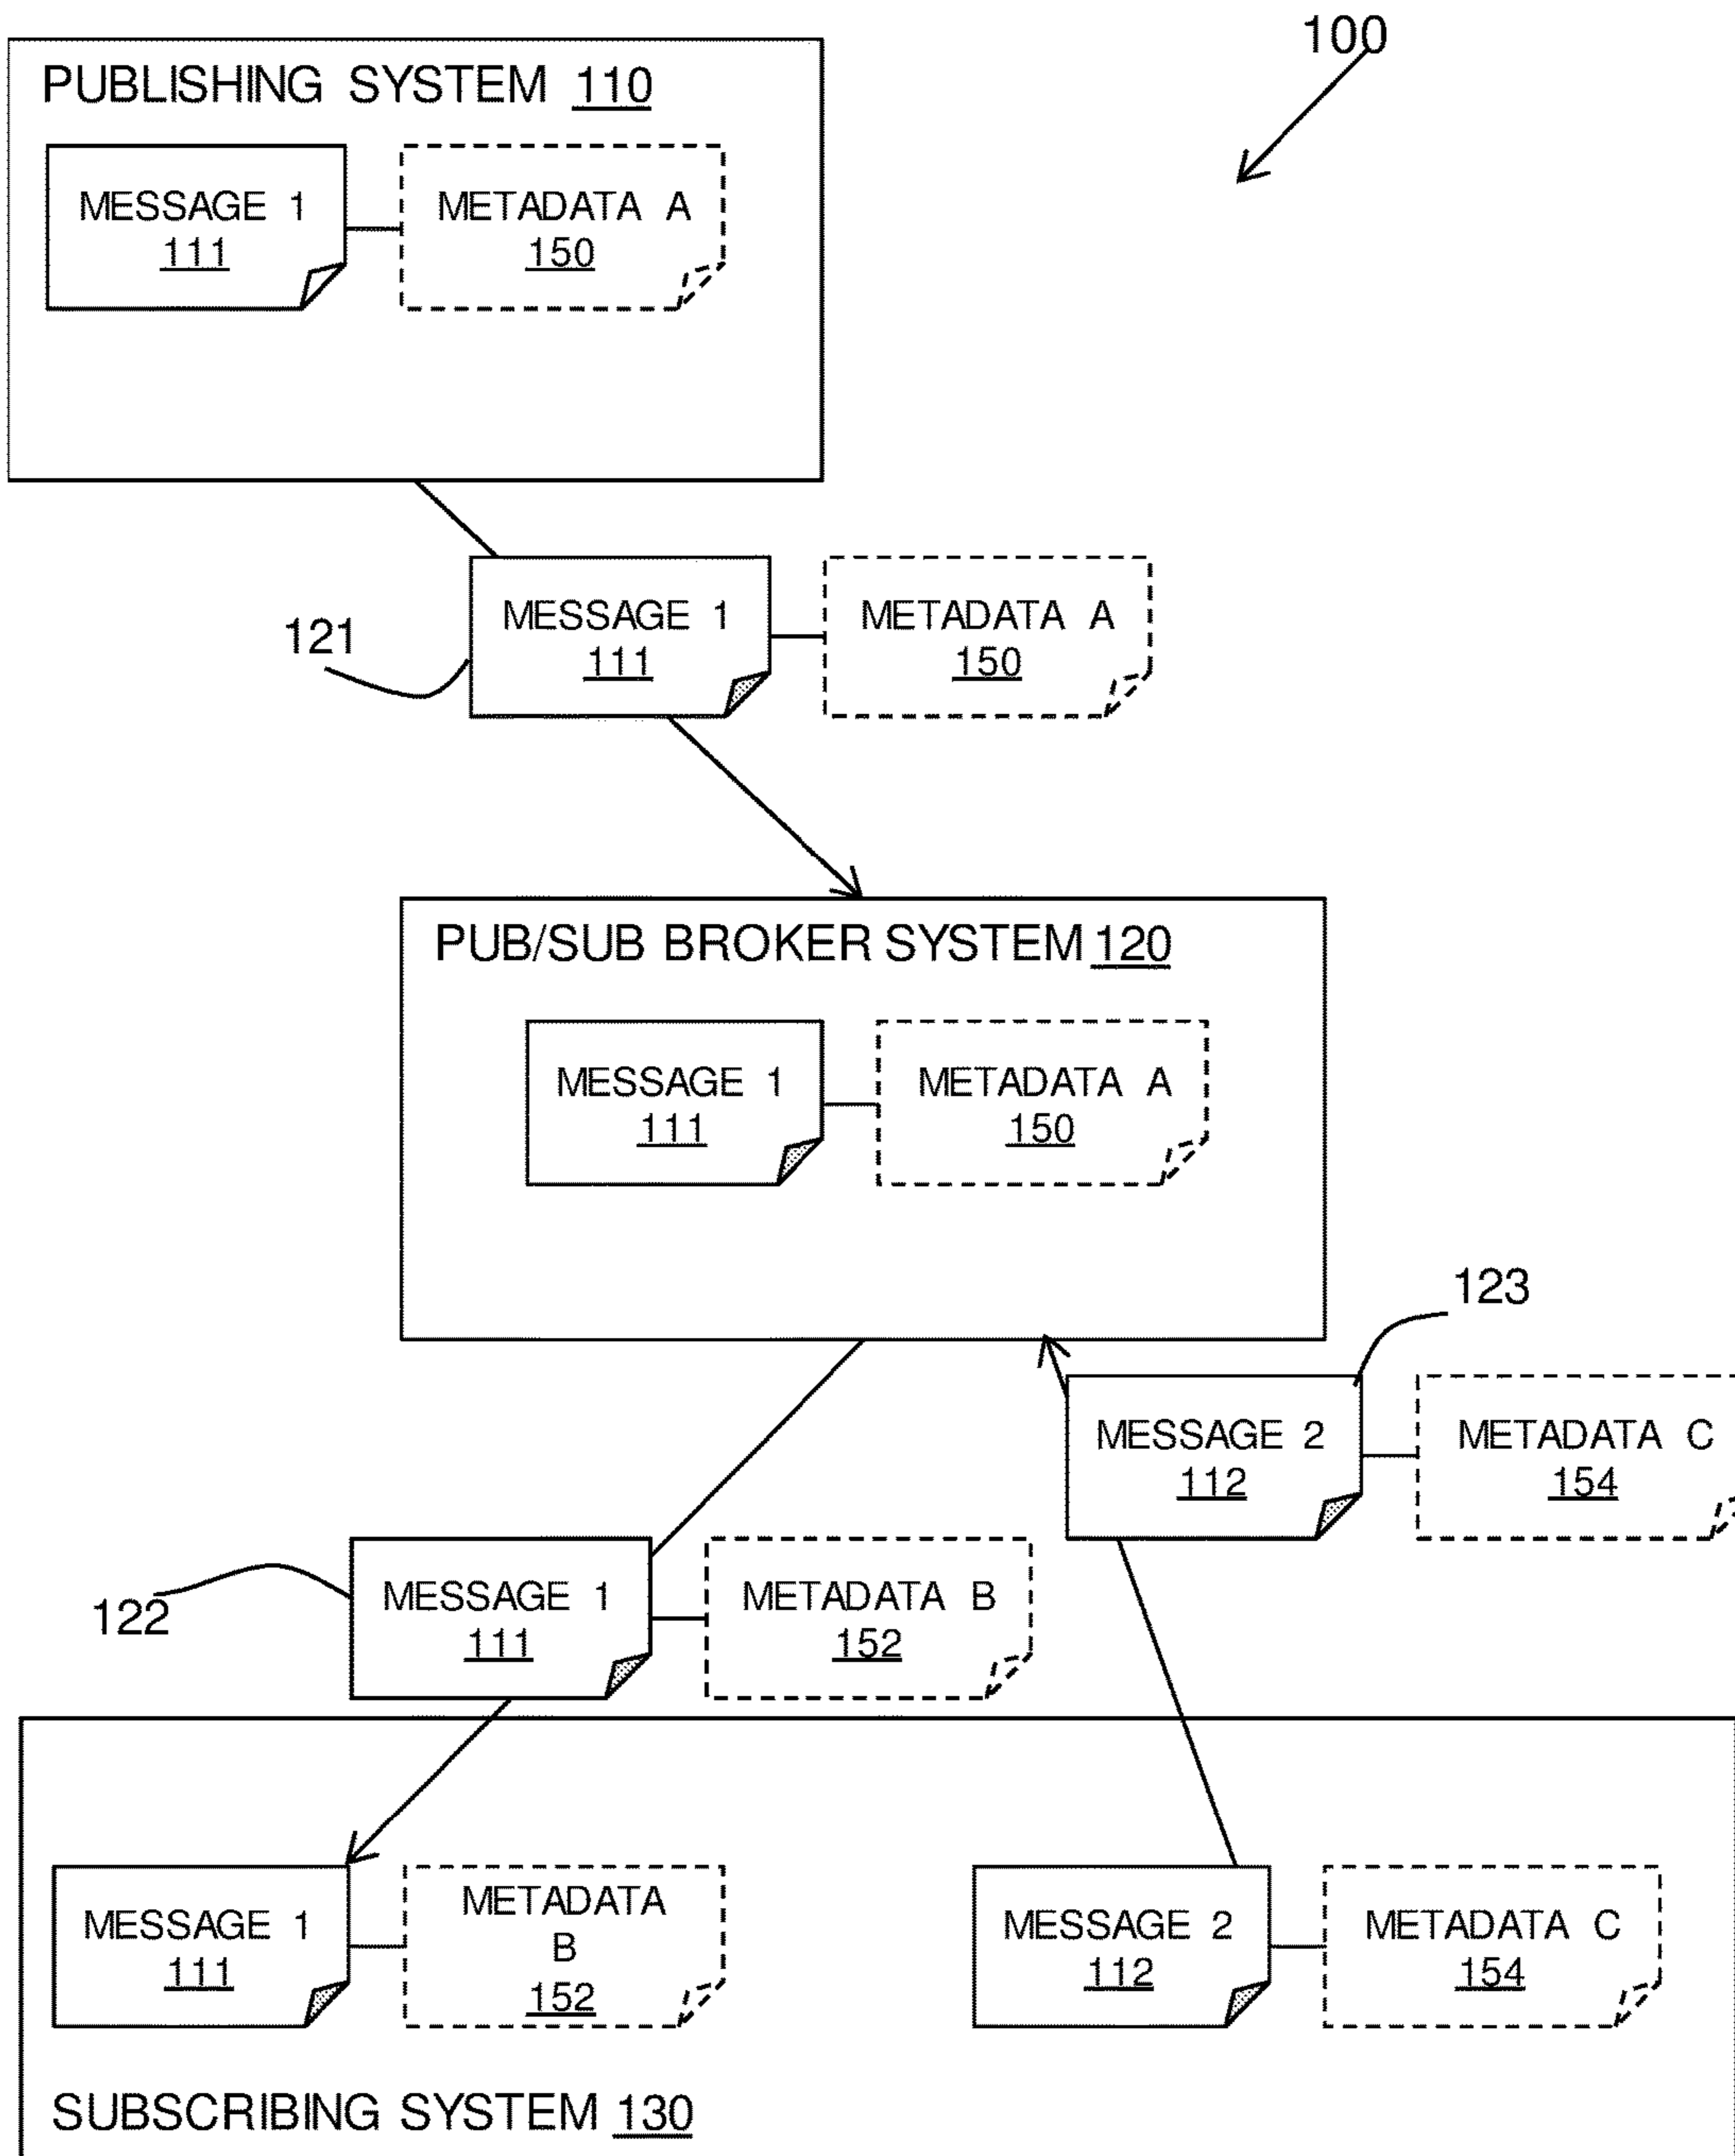 100
PUBLISHING SYSTEM 110
MESSAGE 1
111
METADATA A
150
121
MESSAGE 1
111
METADATA A
150
PUB/SUB BROKER SYSTEM 120
MESSAGE 1
111
METADATA A
150
123
MESSAGE 2
112
METADATA C
154
122
MESSAGE 1
111
METADATA B
152
MESSAGE 1
111
METADATA
B
152
MESSAGE 2
112
METADATA C
154
SUBSCRIBING SYSTEM 130